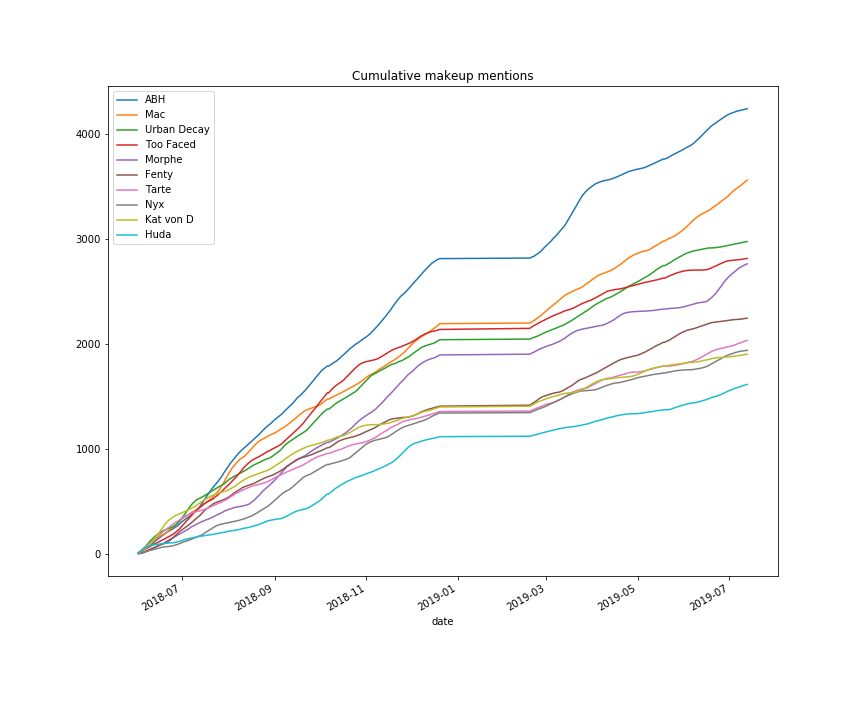 Cumulative makeup mentions
ABH
Mac
Urban Decay
Too Faced
Morphe
Fenty
Tarte
Nyx
Kat von D
Huda
4000
3000
2000
1000
0
2018-07
2018-09
2018-11
2019-01
2019-03
2019-05
2019-07
date